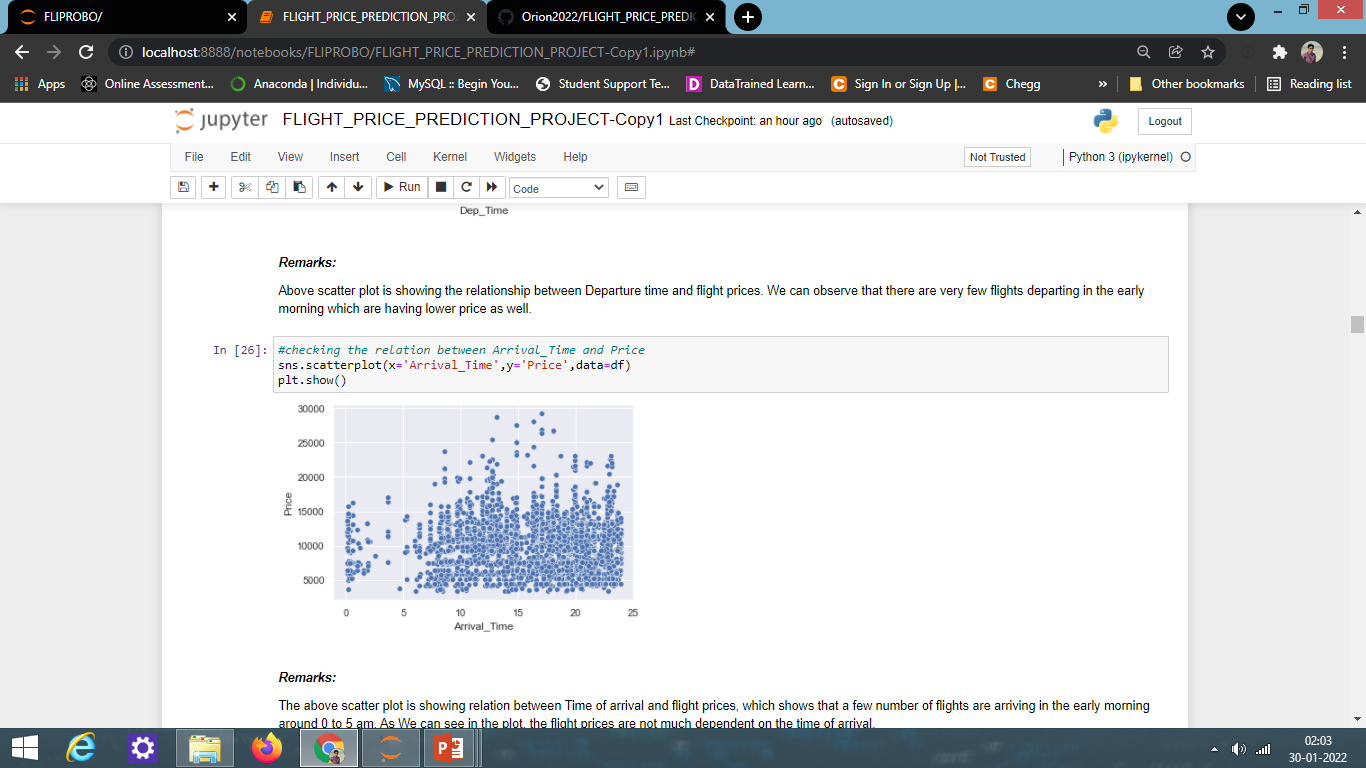 FLIPROBO/
FLIGHT_PRICE_PREDICTION_PRO
Orion2022/FLIGHT_PRICE_PREDIC
localhost:8888/notebooks/FLIPROBO/FLIGHT_PRICE_PREDICTION_PROJECT-Copy1.ipynb#
Apps
Online Assessment...
Anaconda | Individu...
MySQL :: Begin You...
Student Support Te...
D
DataTrained Learn...
C
Sign In or Sign Up |...
C
Chegg
»
Other bookmarks
Reading list
jupyter FLIGHT_PRICE_PREDICTION_PROJECT-Copy1 Last Checkpoint: an hour ago (autosaved)
Logout
File Edit View Insert Cell Kernel Widgets Help
Not Trusted
Python 3 (ipykernel)
Run
Code
Dep_Time
Remarks:
Above scatter plot is showing the relationship between Departure time and flight prices. We can observe that there are very few flights departing in the early
morning which are having lower price as well.
In [26]:
#checking the relation between Arrival_Time and Price
sns.scatterplot(x='Arrival_Time',y='Price',data=df)
plt.show()
30000
25000
20000
15000
10000
5000
Price
0 5 10 15 20 25
Arrival_Time
Remarks:
The above scatter plot is showing relation between Time of arrival and flight prices, which shows that a few number of flights are arriving in the early morning
around 0 to 5 am. As We can see in the plot, the flight prices are not much dependent on the time of arrival.
P
02:03
30-01-2022